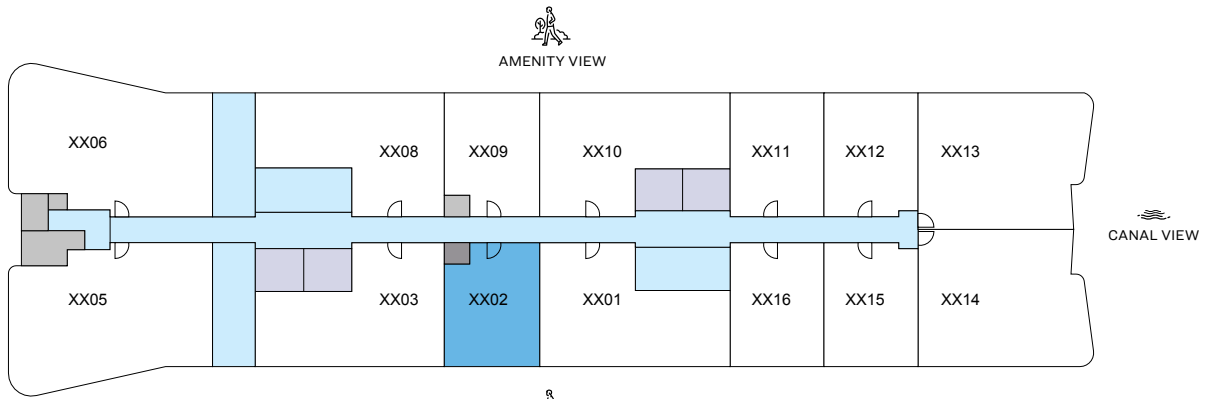 AMENITY VIEW
XX06
XX08
XX09
XX10
XX11
XX12
XX13
CANAL VIEW
XX05
XX03
XX02
XX01
XX16
XX15
XX14